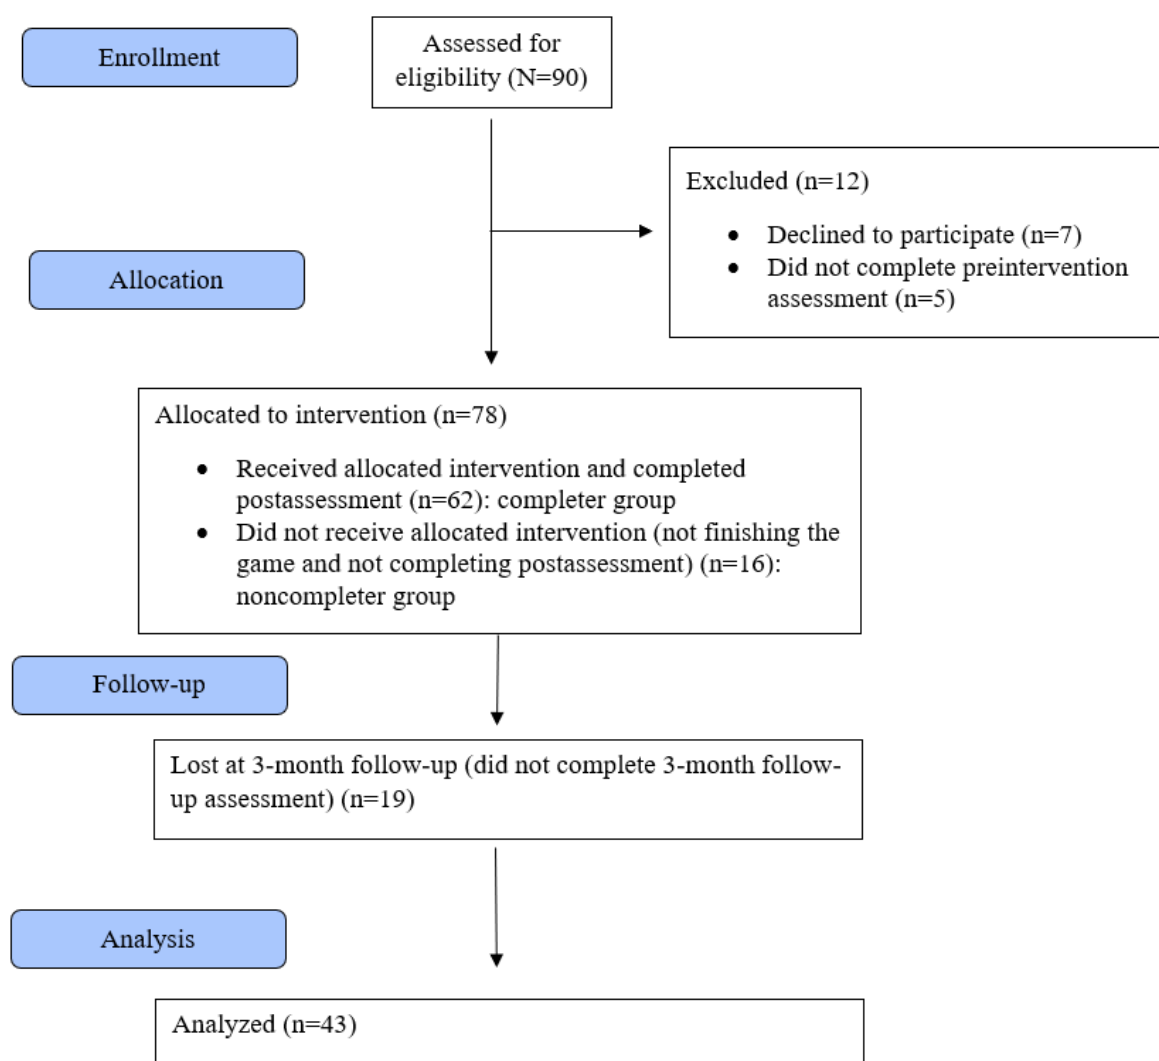 Enrollment
Assessed for
eligibility (N=90)
Excluded (n=12)
• Declined to participate (n=7)
• Did not complete preintervention
assessment (n=5)
Allocation
Allocated to intervention (n=78)
• Received allocated intervention and completed
postassessment (n=62): completer group
• Did not receive allocated intervention (not finishing the
game and not completing postassessment) (n=16):
noncompleter group
Follow-up
Lost at 3-month follow-up (did not complete 3-month follow-
up assessment) (n=19)
Analysis
Analyzed (n=43)